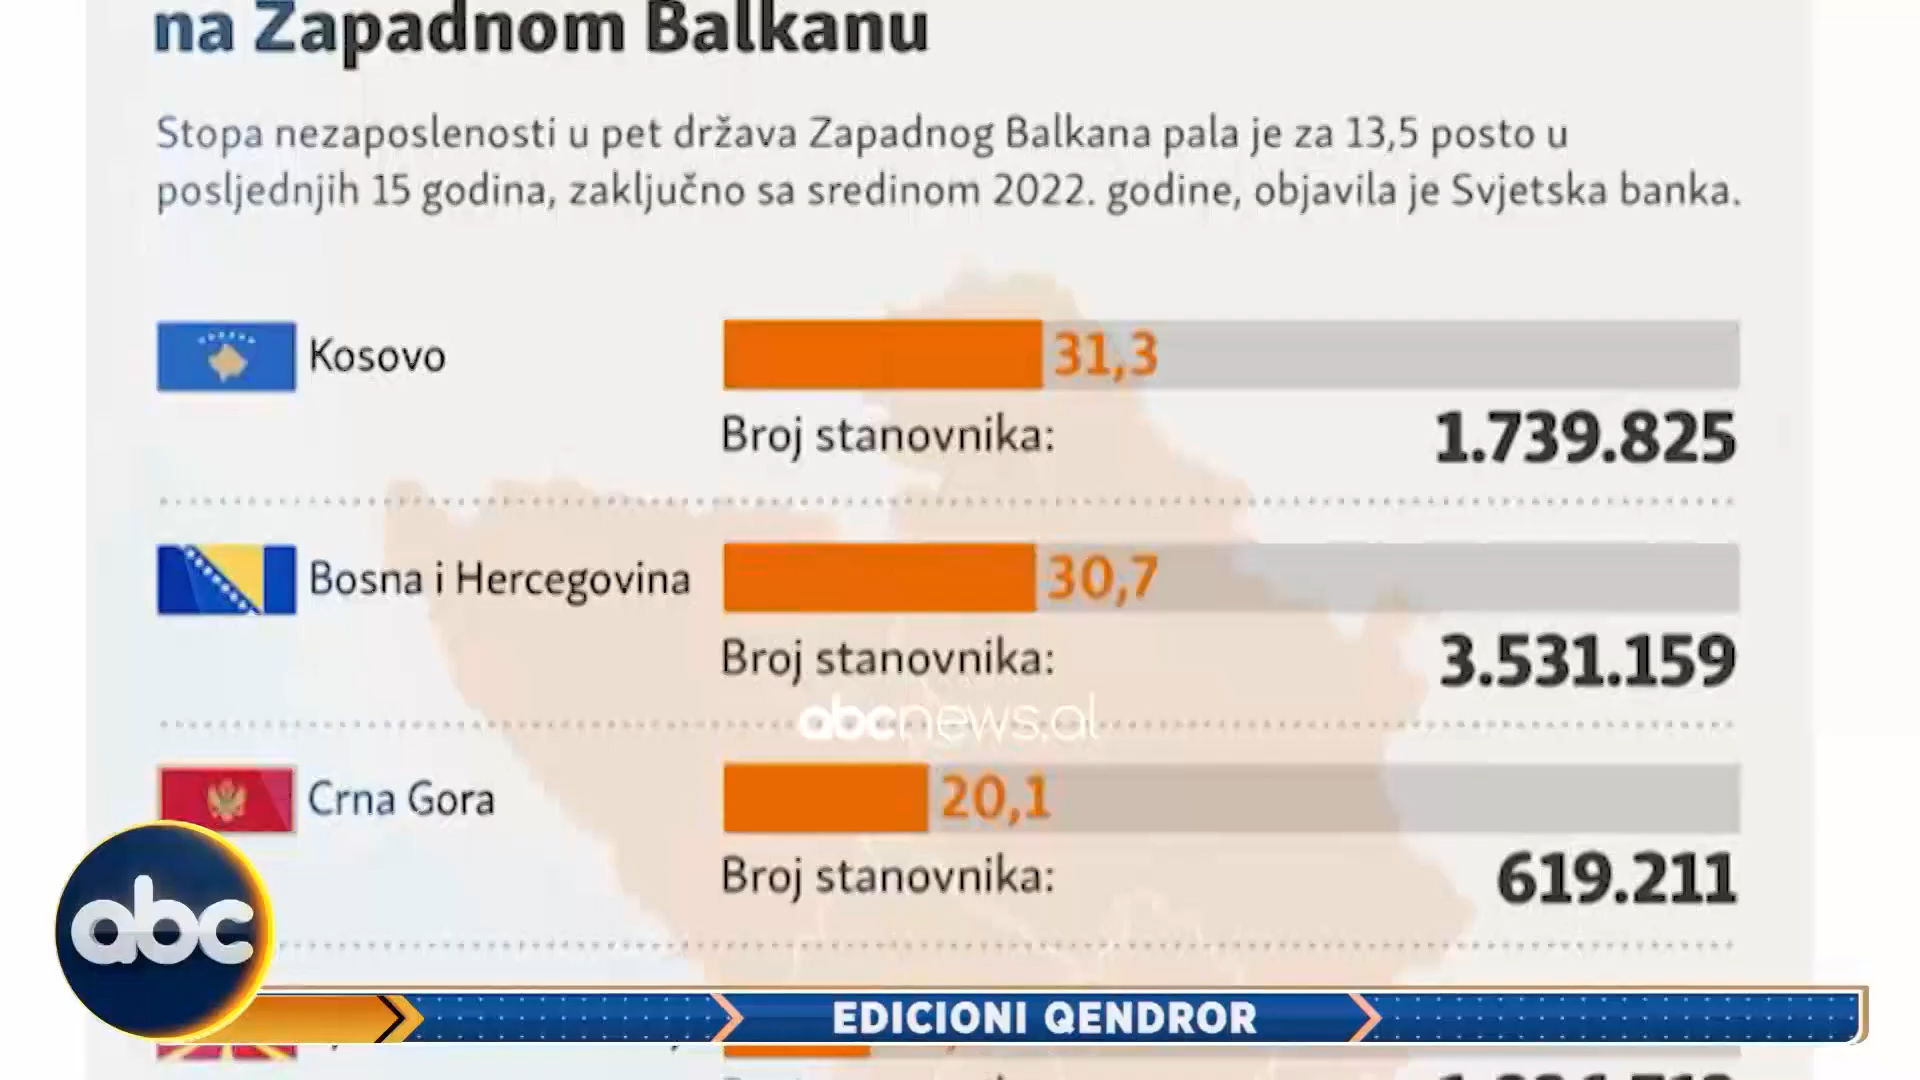 na Zapadnom Balkanu
Stopa nezaposlenosti u pet država Zapadnog Balkana pala je za 13,5 posto u
posljednjih 15 godina, zaključno sa sredinom 2022. godine, objavila je Svjetska banka.
Kosovo 31,3
Broj stanovnika: 1.739.825
Bosna i Hercegovina 30,7
Broj stanovnika: 3.531.159
abcnews.al
Crna Gora 20,1
Broj stanovnika: 619.211
abc
EDICIONI QENDROR